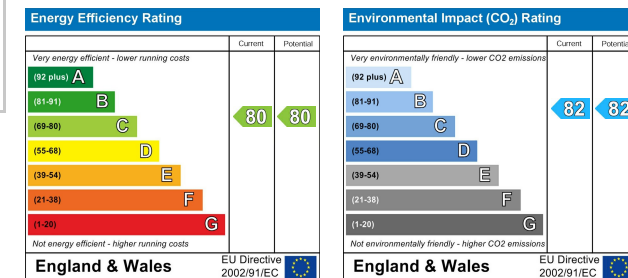 Energy Efficiency Rating
Current Potential
Very energy efficient - lower running costs
(92 plus) A
(81-91) B
(69-80) C
80 80
(55-68) D
(39-54) E
(21-38) F
(1-20) G
Not energy efficient - higher running costs
England & Wales
EU Directive
2002/91/EC
Environmental Impact (CO₂) Rating
Current Potential
Very environmentally friendly - lower CO2 emissions
(92 plus) A
(81-91) B
82 82
(69-80) C
(55-68) D
(39-54) E
(21-38) F
(1-20) G
Not environmentally friendly - higher CO2 emissions
England & Wales
EU Directive
2002/91/EC